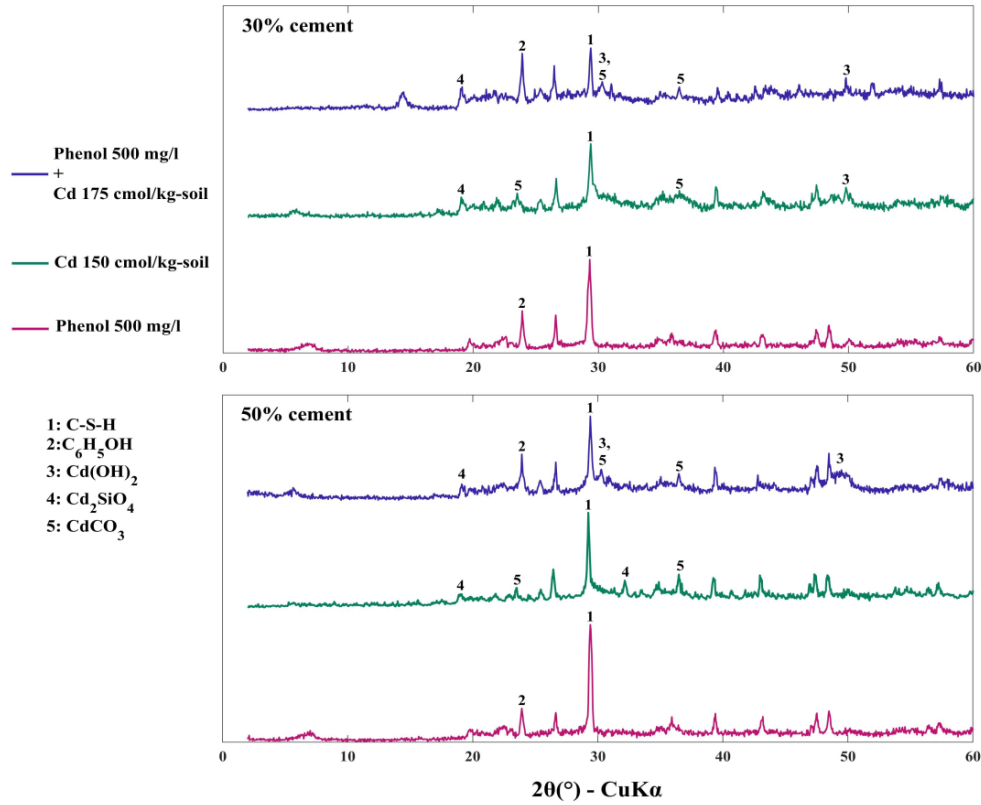 30% cement
1
2
3,
5
4
5
3
Phenol 500 mg/l
+
Cd 175 cmol/kg-soil
1
4
5
5
3
Cd 150 cmol/kg-soil
1
2
Phenol 500 mg/l
0 10 20 30 40 50 60
50% cement
1
2
3,
5
4
5
3
1: C-S-H
2:C₆H₅OH
3: Cd(OH)₂
4: Cd₂SiO₄
5: CdCO₃
1
4
5
4
5
1
2
0 10 20 30 40 50 60
2θ(°) - CuKα